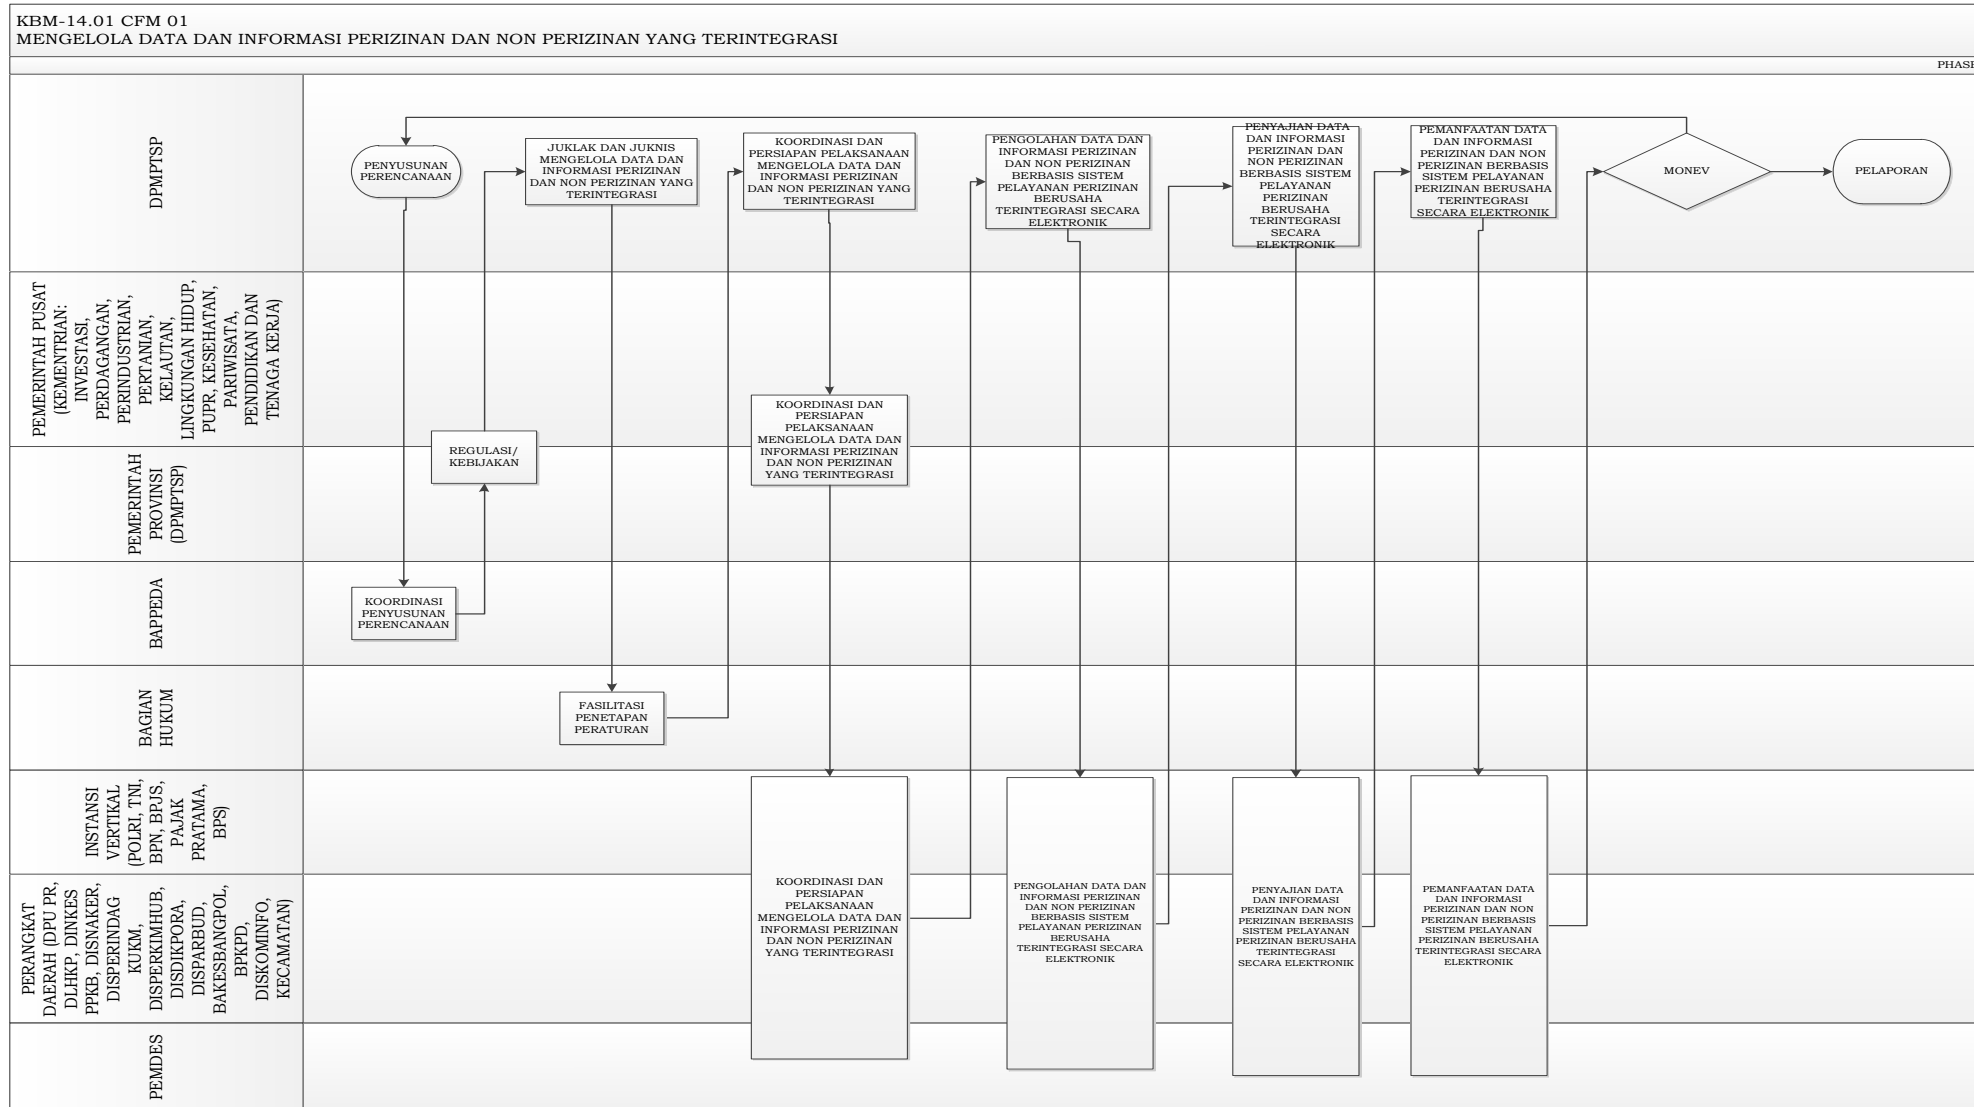 KBM-14.01 CFM 01
MENGELOLA DATA DAN INFORMASI PERIZINAN DAN NON PERIZINAN YANG TERINTEGRASI
PHASE
DPMPTSP
PENYUSUNAN
PERENCANAAN
JUKLAK DAN JUKNIS
MENGELOLA DATA DAN
INFORMASI PERIZINAN
DAN NON PERIZINAN YANG
TERINTEGRASI
KOORDINASI DAN
PERSIAPAN PELAKSANAAN
MENGELOLA DATA DAN
INFORMASI PERIZINAN
DAN NON PERIZINAN YANG
TERINTEGRASI
PENGOLAHAN DATA DAN
INFORMASI PERIZINAN
DAN NON PERIZINAN
BERBASIS SISTEM
PELAYANAN PERIZINAN
BERUSAHA
TERINTEGRASI SECARA
ELEKTRONIK
PENYAJIAN DATA
DAN INFORMASI
PERIZINAN DAN
NON PERIZINAN
BERBASIS SISTEM
PELAYANAN
PERIZINAN
BERUSAHA
TERINTEGRASI
SECARA
ELEKTRONIK
PEMANFAATAN DATA
DAN INFORMASI
PERIZINAN DAN NON
PERIZINAN BERBASIS
SISTEM PELAYANAN
PERIZINAN BERUSAHA
TERINTEGRASI
SECARA ELEKTRONIK
MONEV
PELAPORAN
PEMERINTAH PUSAT
(KEMENTRIAN:
INVESTASI,
PERDAGANGAN,
PERINDUSTRIAN,
PERTANIAN,
KELAUTAN,
LINGKUNGAN HIDUP,
PUPR, KESEHATAN,
PARIWISATA,
PENDIDIKAN DAN
TENAGA KERJA)
KOORDINASI DAN
PERSIAPAN
PELAKSANAAN
MENGELOLA DATA DAN
INFORMASI PERIZINAN
DAN NON PERIZINAN
YANG TERINTEGRASI
REGULASI/
KEBIJAKAN
PEMERINTAH
PROVINSI
(DPMPTSP)
BAPPEDA
KOORDINASI
PENYUSUNAN
PERENCANAAN
BAGIAN
HUKUM
FASILITASI
PENETAPAN
PERATURAN
INSTANSI
VERTIKAL
(POLRI, TNI,
BPN, BPJS,
PAJAK
PRATAMA,
BPS)
PERANGKAT
DAERAH (DPU PR,
DLHKP, DINKES
PPKB, DISNAKER,
DISPERINDAG
KUKM,
DISPERKIMHUB,
DISDIKPORA,
DISPARBUD,
BAKESBANGPOL,
BPKPD,
DISKOMINFO,
KECAMATAN)
KOORDINASI DAN
PERSIAPAN
PELAKSANAAN
MENGELOLA DATA DAN
INFORMASI PERIZINAN
DAN NON PERIZINAN
YANG TERINTEGRASI
PENGOLAHAN DATA DAN
INFORMASI PERIZINAN
DAN NON PERIZINAN
BERBASIS SISTEM
PELAYANAN PERIZINAN
BERUSAHA
TERINTEGRASI SECARA
ELEKTRONIK
PENYAJIAN DATA
DAN INFORMASI
PERIZINAN DAN NON
PERIZINAN BERBASIS
SISTEM PELAYANAN
PERIZINAN BERUSAHA
TERINTEGRASI
SECARA ELEKTRONIK
PEMANFAATAN DATA
DAN INFORMASI
PERIZINAN DAN NON
PERIZINAN BERBASIS
SISTEM PELAYANAN
PERIZINAN BERUSAHA
TERINTEGRASI SECARA
ELEKTRONIK
PEMDES